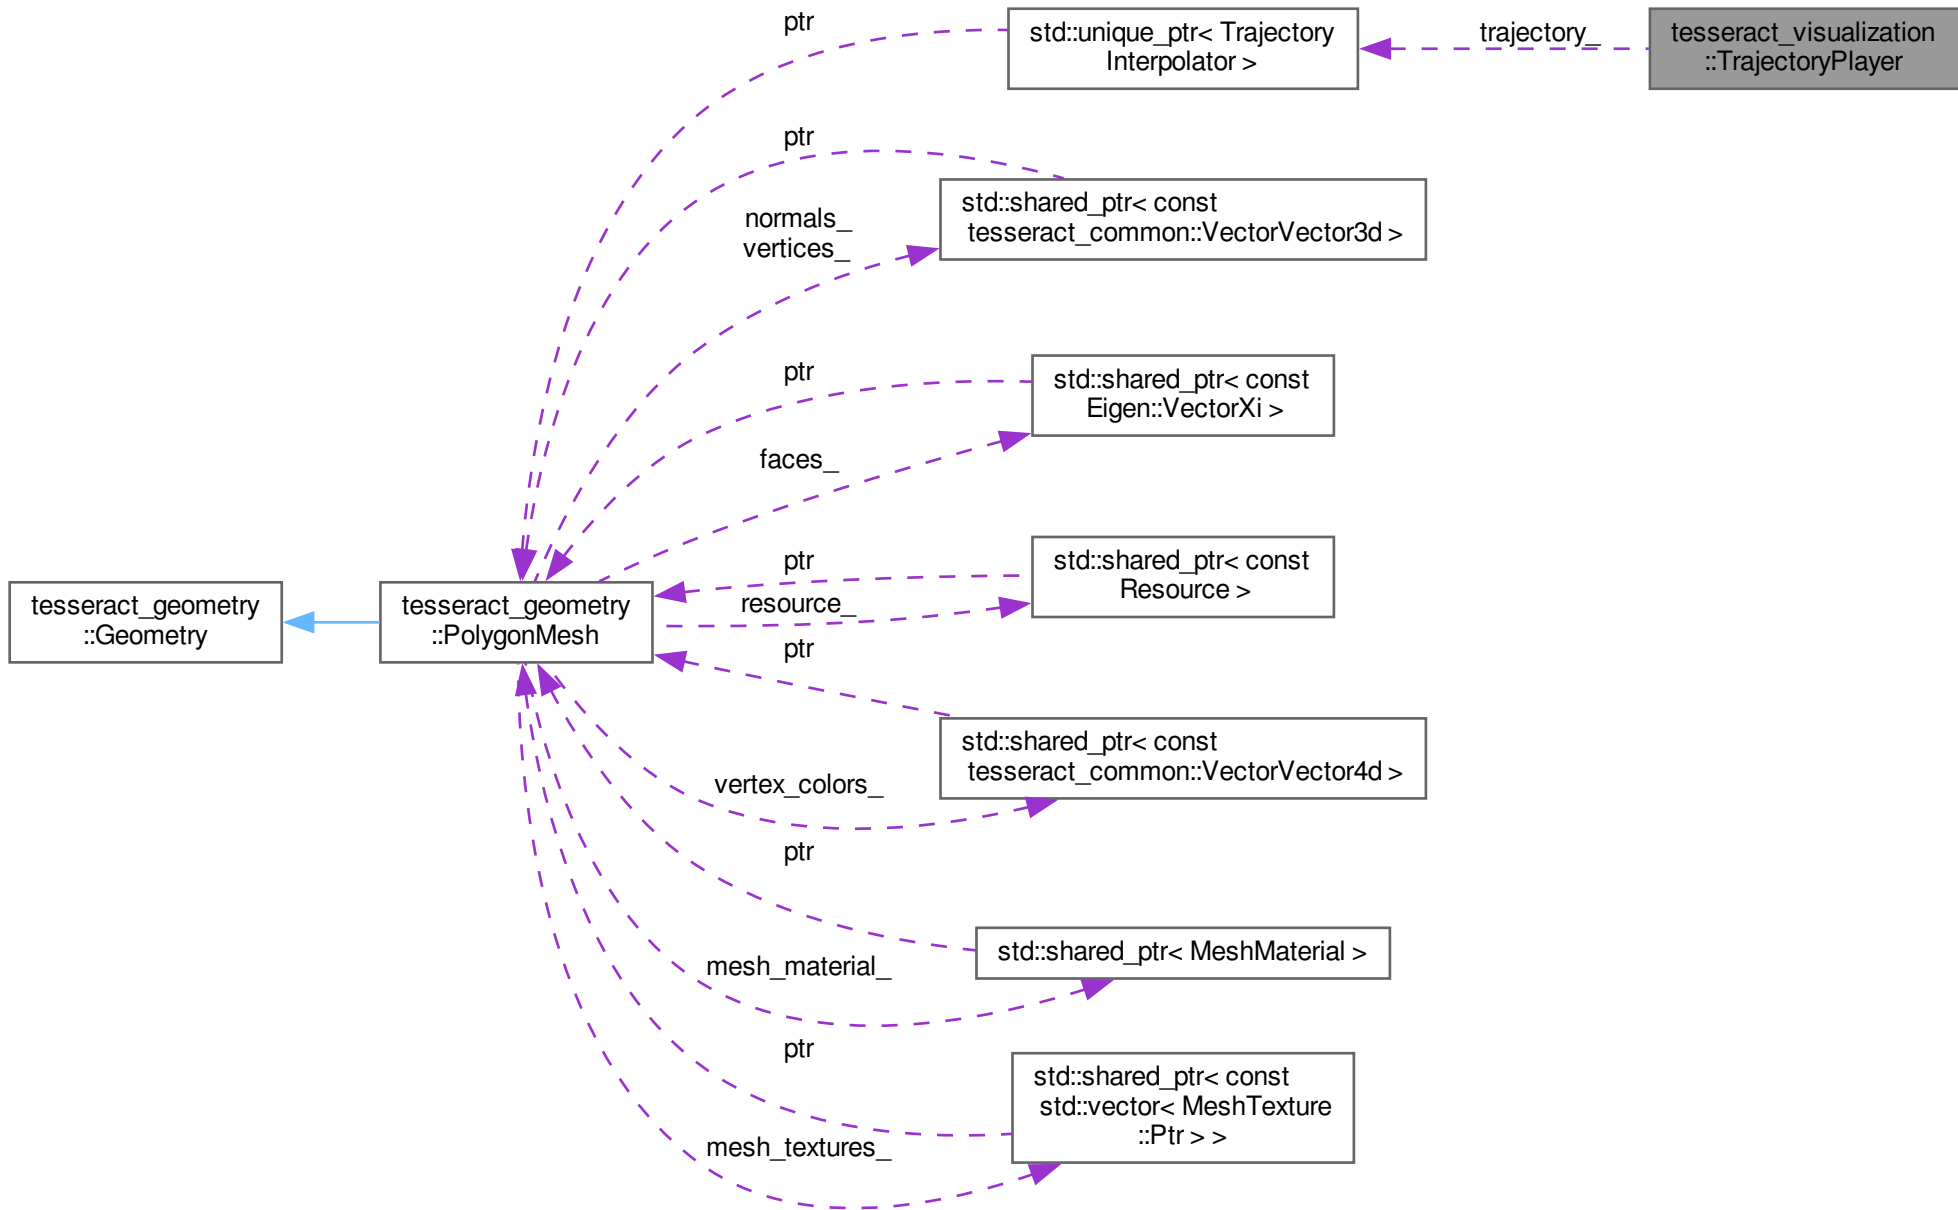 ptr
std::unique_ptr< Trajectory
Interpolator >
trajectory_
tesseract_visualization
::TrajectoryPlayer
ptr
std::shared_ptr< const
tesseract_common::VectorVector3d >
normals_
vertices_
ptr
std::shared_ptr< const
Eigen::VectorXi >
faces_
ptr
std::shared_ptr< const
Resource >
resource_
tesseract_geometry
::Geometry
tesseract_geometry
::PolygonMesh
ptr
std::shared_ptr< const
tesseract_common::VectorVector4d >
vertex_colors_
ptr
std::shared_ptr< MeshMaterial >
mesh_material_
ptr
std::shared_ptr< const
std::vector< MeshTexture
::Ptr > >
mesh_textures_